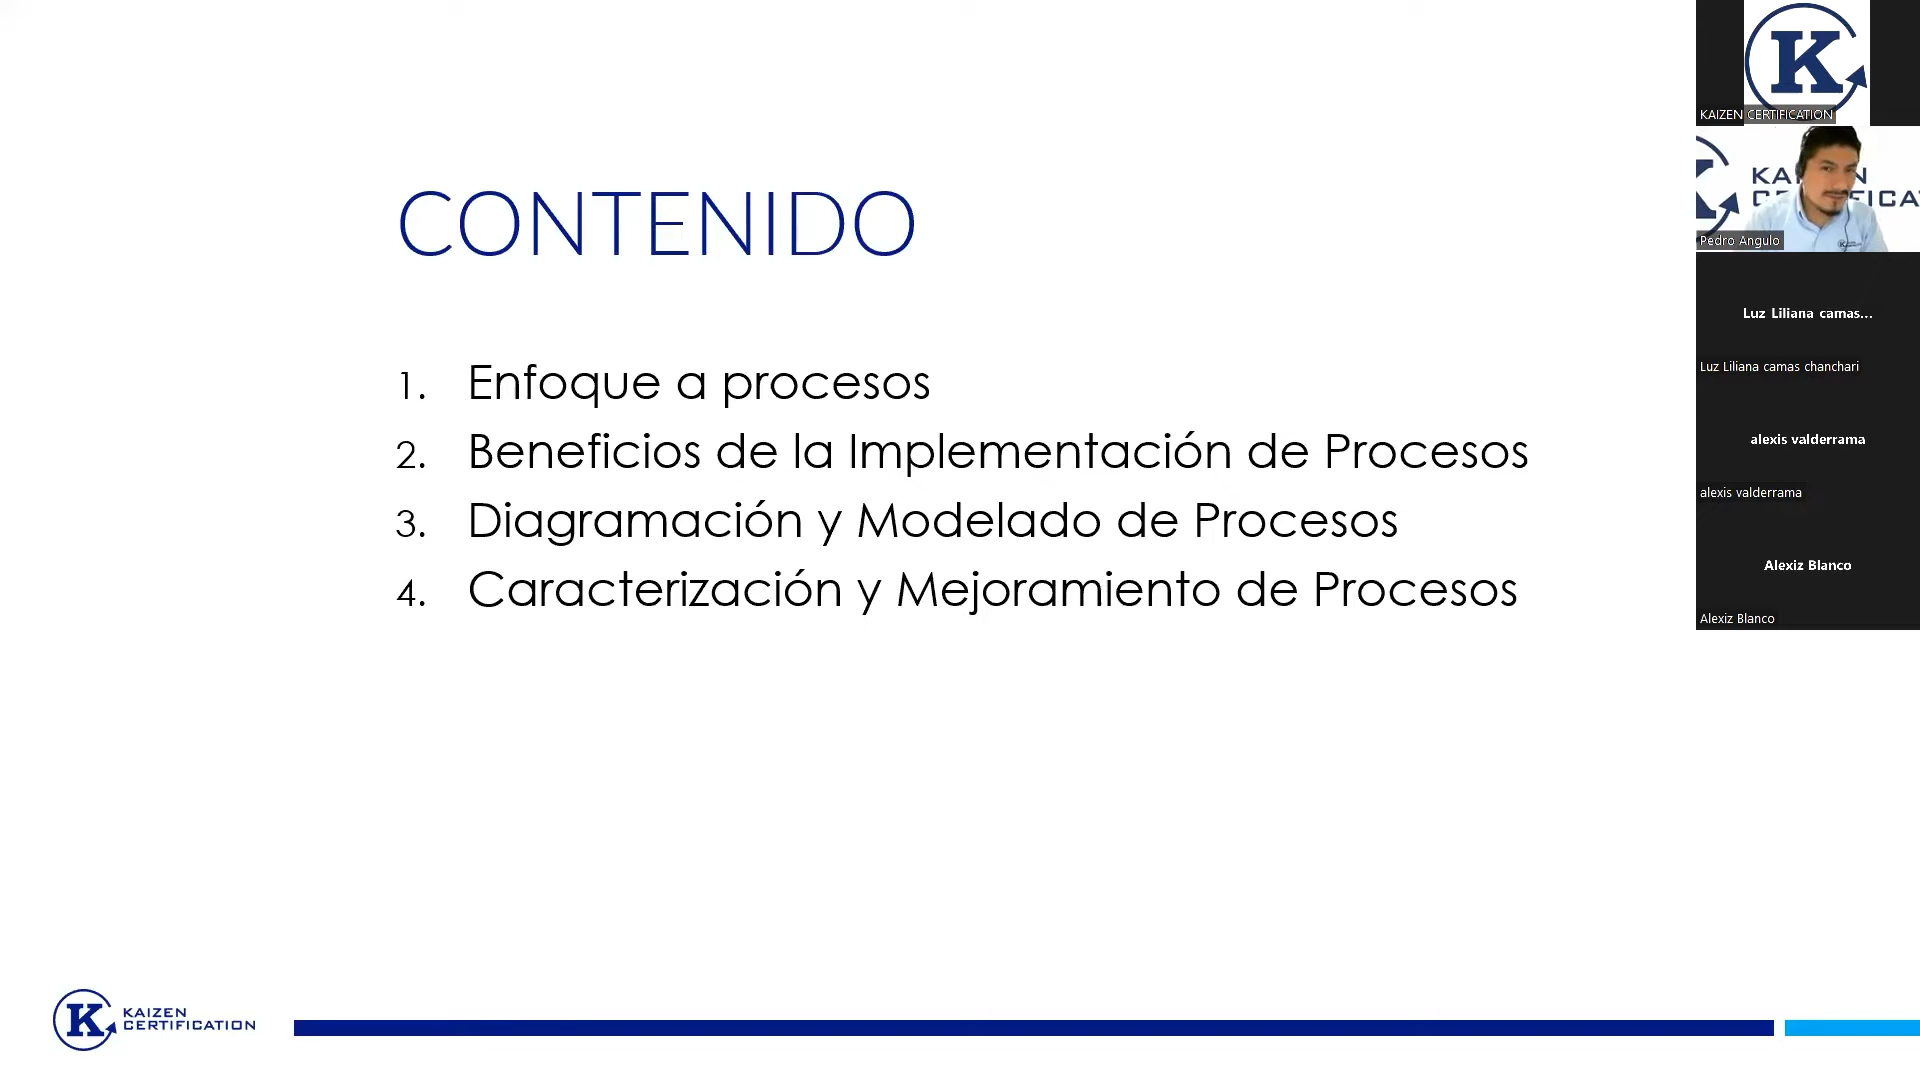 CONTENIDO
1. Enfoque a procesos
2. Beneficios de la Implementación de Procesos
3. Diagramación y Modelado de Procesos
4. Caracterización y Mejoramiento de Procesos
KAIZEN
CERTIFICATION
K
KAIZEN CERTIFICATION
Pedro Angulo
Luz Liliana camas...
Luz Liliana camas chanchari
alexis valderrama
alexis valderrama
Alexiz Blanco
Alexiz Blanco